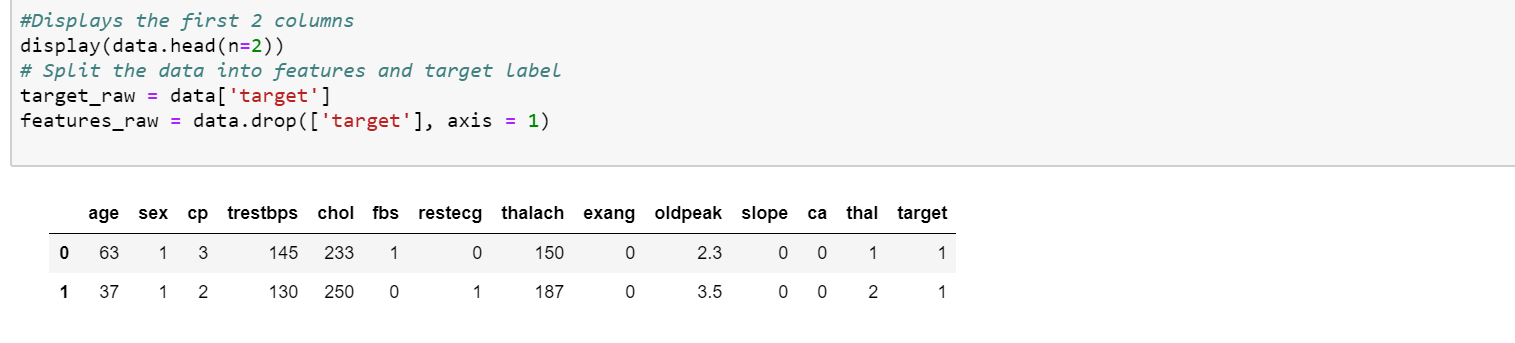 #Displays the first 2 columns
display(data.head(n=2))
# Split the data into features and target label
target_raw = data['target']
features_raw = data.drop(['target'], axis = 1)
age sex cp trestbps chol fbs restecg thalach exang oldpeak slope ca thal target
0 63 1 3 145 233 1 0 150 0 2.3 0 0 1 1
1 37 1 2 130 250 0 1 187 0 3.5 0 0 2 1